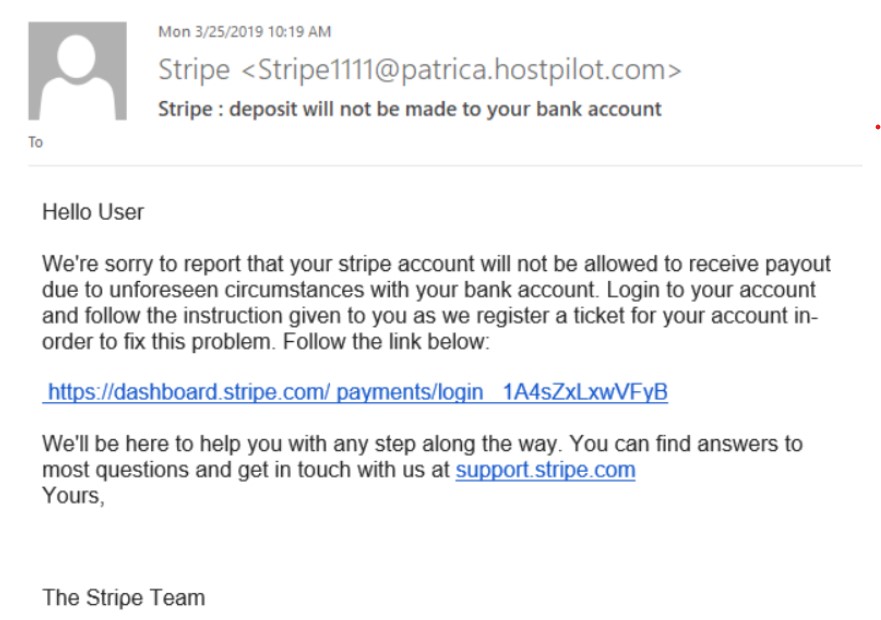 Mon 3/25/2019 10:19 AM
Stripe <Stripe1111@patrica.hostpilot.com>
Stripe : deposit will not be made to your bank account
To
Hello User
We're sorry to report that your stripe account will not be allowed to receive payout
due to unforeseen circumstances with your bank account. Login to your account
and follow the instruction given to you as we register a ticket for your account in-
order to fix this problem. Follow the link below:
https://dashboard.stripe.com/ payments/login   1A4sZxLxwVFyB
We'll be here to help you with any step along the way. You can find answers to
most questions and get in touch with us at support.stripe.com
Yours,
The Stripe Team